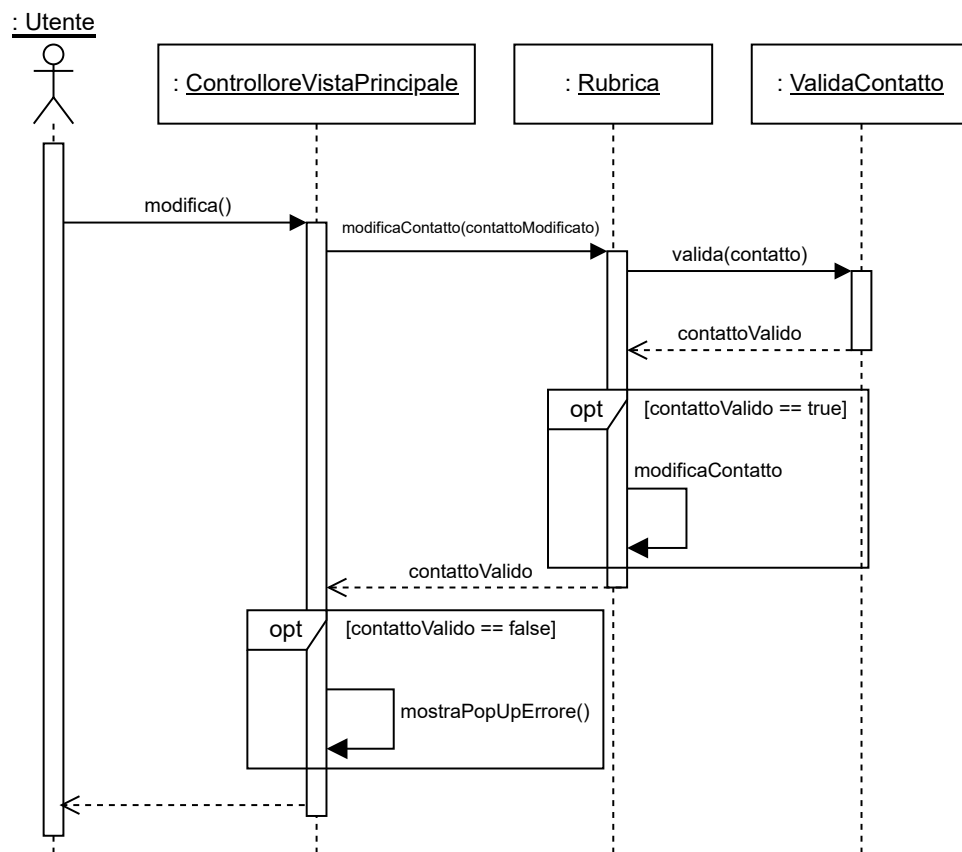 : Utente
: ControlloreVistaPrincipale
: Rubrica
: ValidaContatto
modifica()
modificaContatto(contattoModificato)
valida(contatto)
contattoValido
opt
[contattoValido == true]
modificaContatto
contattoValido
opt
[contattoValido == false]
mostraPopUpErrore()